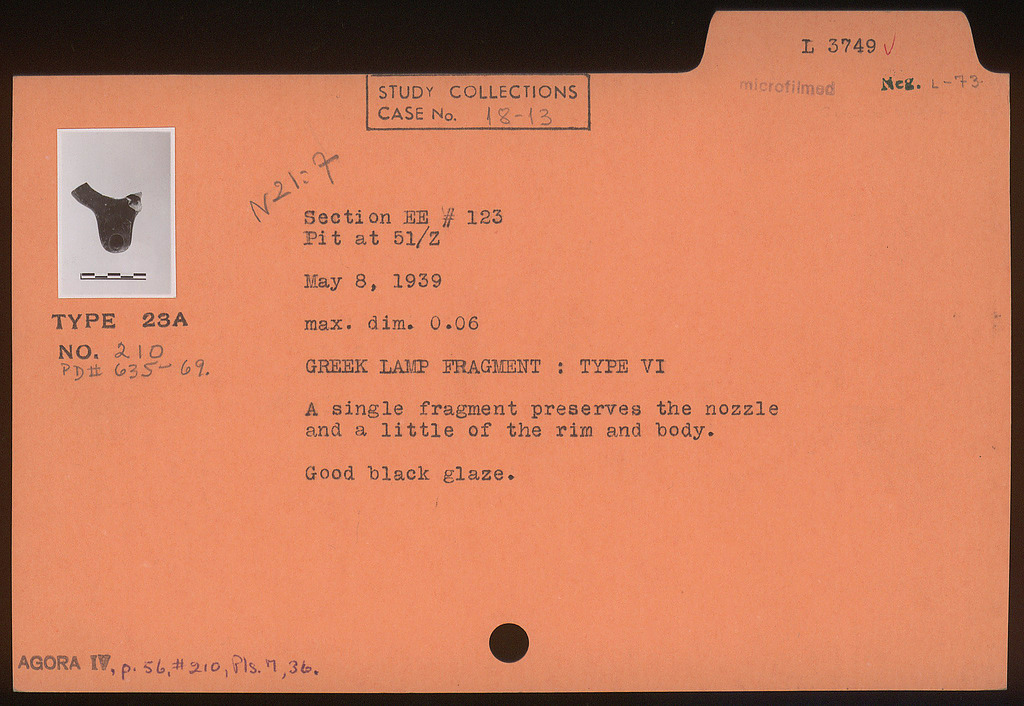 L 3749 ✓
microfilmed
Neg. L-73
STUDY COLLECTIONS
CASE No. 18-13
N21:7
Section EE # 123
Pit at 51/Z
May 8, 1939
max. dim. 0.06
GREEK LAMP FRAGMENT : TYPE VI
A single fragment preserves the nozzle
and a little of the rim and body.
Good black glaze.
TYPE 23A
NO. 210
PD# 635-69.
AGORA IV, p. 56, #210, Pls. 7, 36.